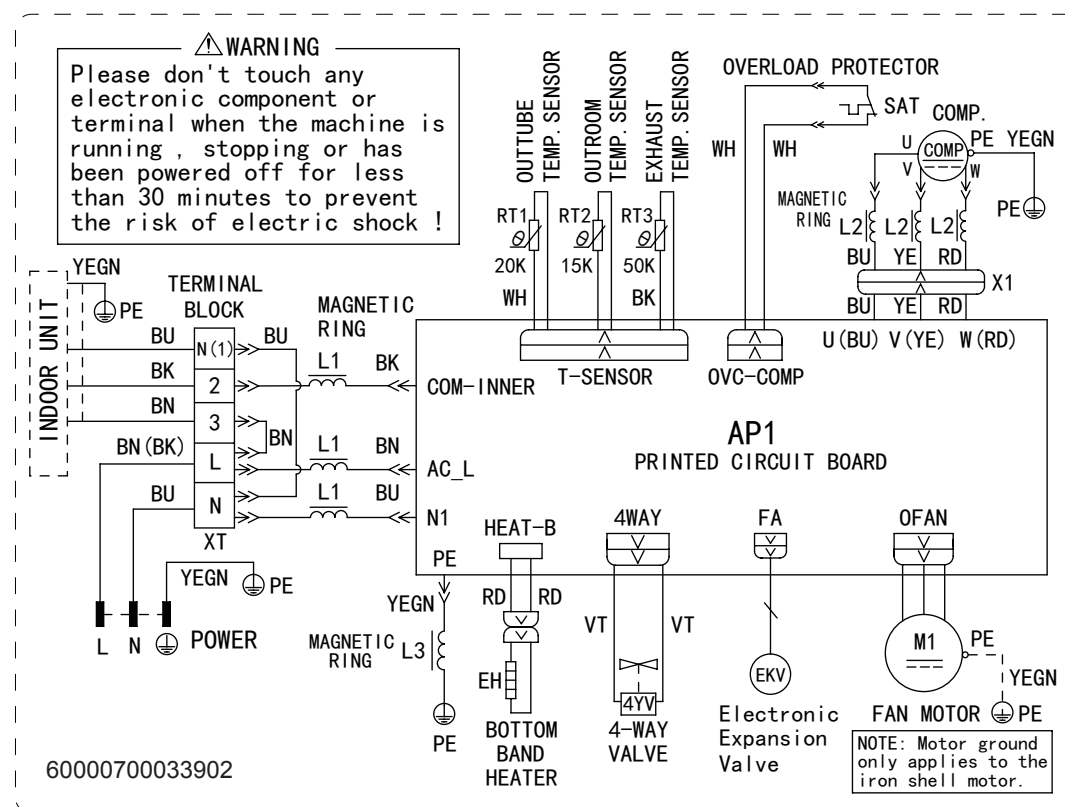 WARNING
Please don't touch any
electronic component or
terminal when the machine is
running , stopping or has
been powered off for less
than 30 minutes to prevent
the risk of electric shock !
OUTTUBE
TEMP. SENSOR
OUTROOM
TEMP. SENSOR
EXHAUST
TEMP. SENSOR
RT1
RT2
RT3
θ
θ
θ
20K
15K
50K
WH
BK
OVERLOAD PROTECTOR
SAT
WH
WH
COMP.
U
COMP
PE
YEGN
V
W
MAGNETIC
RING
L2
L2
L2
PE
BU
YE
RD
X1
BU
YE
RD
U(BU)
V(YE)
W(RD)
YEGN
PE
INDOOR UNIT
TERMINAL
BLOCK
MAGNETIC
RING
BU
N(1)
BU
BK
2
L1
BK
COM-INNER
BN
3
BN
BN(BK)
L
L1
BN
AC_L
BU
N
L1
BU
N1
XT
T-SENSOR
OVC-COMP
AP1
PRINTED CIRCUIT BOARD
YEGN
PE
L
N
POWER
PE
HEAT-B
4WAY
FA
OFAN
YEGN
RD
RD
VT
VT
MAGNETIC
RING
L3
PE
EH
BOTTOM
BAND
HEATER
4YV
4-WAY
VALVE
EKV
Electronic
Expansion
Valve
M1
PE
YEGN
FAN MOTOR
PE
NOTE: Motor ground
only applies to the
iron shell motor.
60000700033902